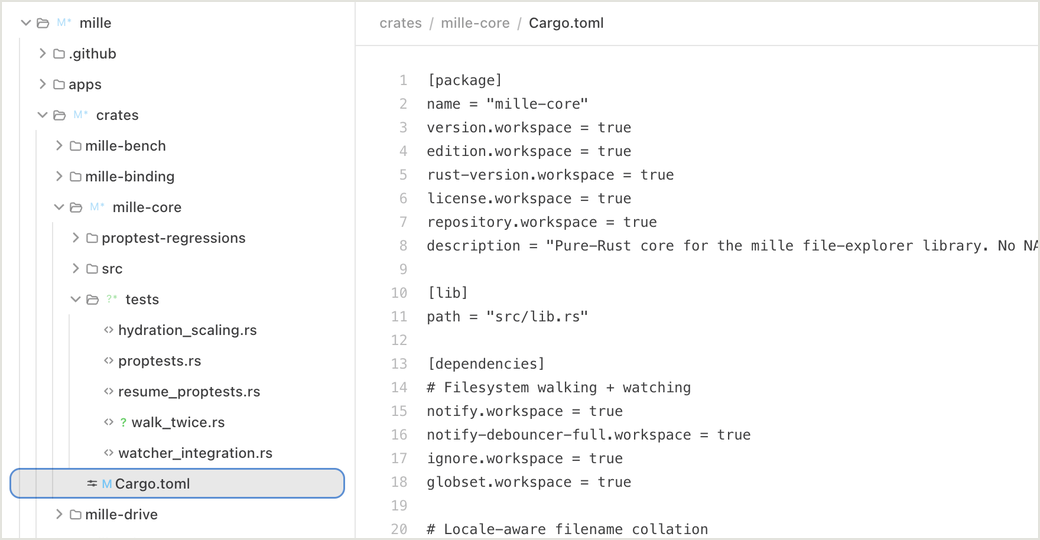 M* mille
.github
apps
M* crates
mille-bench
mille-binding
M* mille-core
proptest-regressions
src
?* tests
hydration_scaling.rs
proptests.rs
resume_proptests.rs
? walk_twice.rs
watcher_integration.rs
M Cargo.toml
mille-drive
crates / mille-core / Cargo.toml
1 [package]
2 name = "mille-core"
3 version.workspace = true
4 edition.workspace = true
5 rust-version.workspace = true
6 license.workspace = true
7 repository.workspace = true
8 description = "Pure-Rust core for the mille file-explorer library. No NA
9
10 [lib]
11 path = "src/lib.rs"
12
13 [dependencies]
14 # Filesystem walking + watching
15 notify.workspace = true
16 notify-debouncer-full.workspace = true
17 ignore.workspace = true
18 globset.workspace = true
19
20 # Locale-aware filename collation